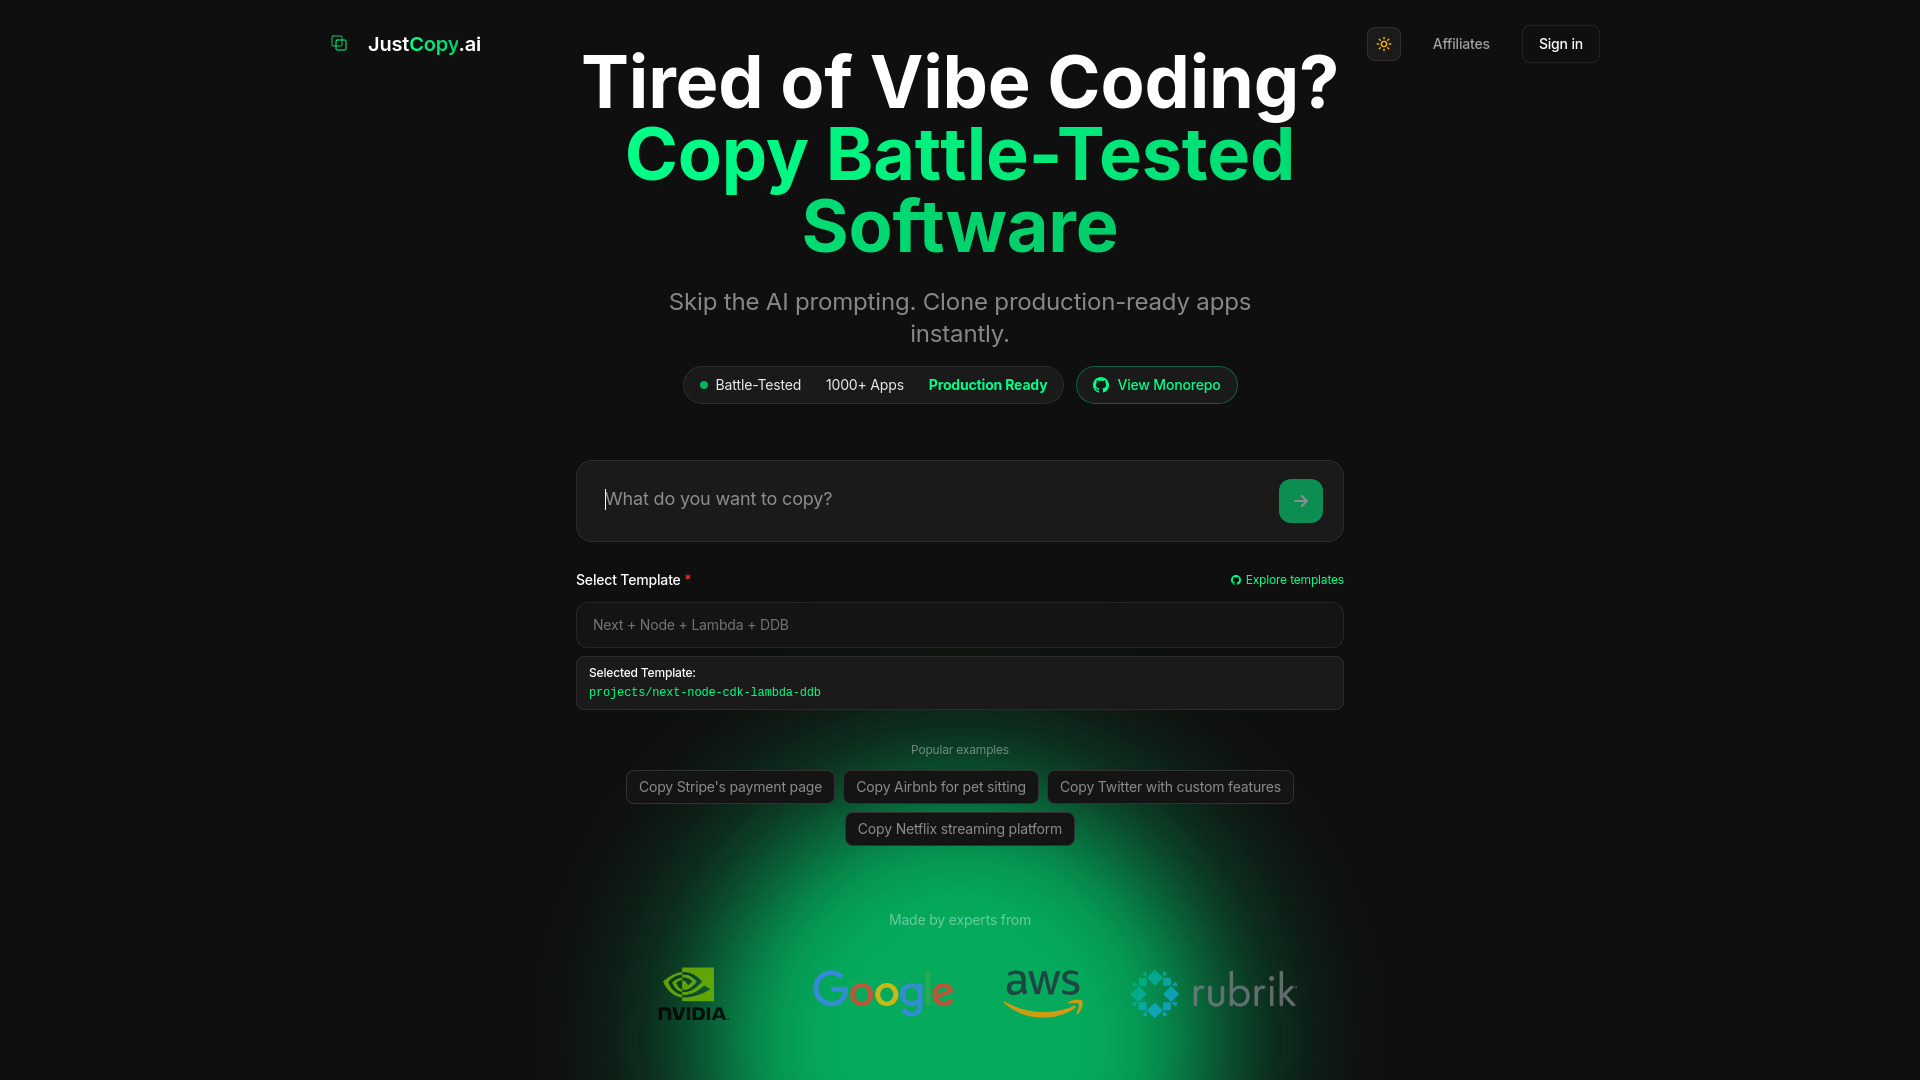 JustCopy.ai
Affiliates
Sign in
Tired of Vibe Coding?
Copy Battle-Tested
Software
Skip the AI prompting. Clone production-ready apps
instantly.
Battle-Tested 1000+ Apps Production Ready
View Monorepo
What do you want to copy?
Select Template *
Explore templates
Next + Node + Lambda + DDB
Selected Template:
projects/next-node-cdk-lambda-ddb
Popular examples
Copy Stripe's payment page
Copy Airbnb for pet sitting
Copy Twitter with custom features
Copy Netflix streaming platform
Made by experts from
NVIDIA
Google
aws
rubrik